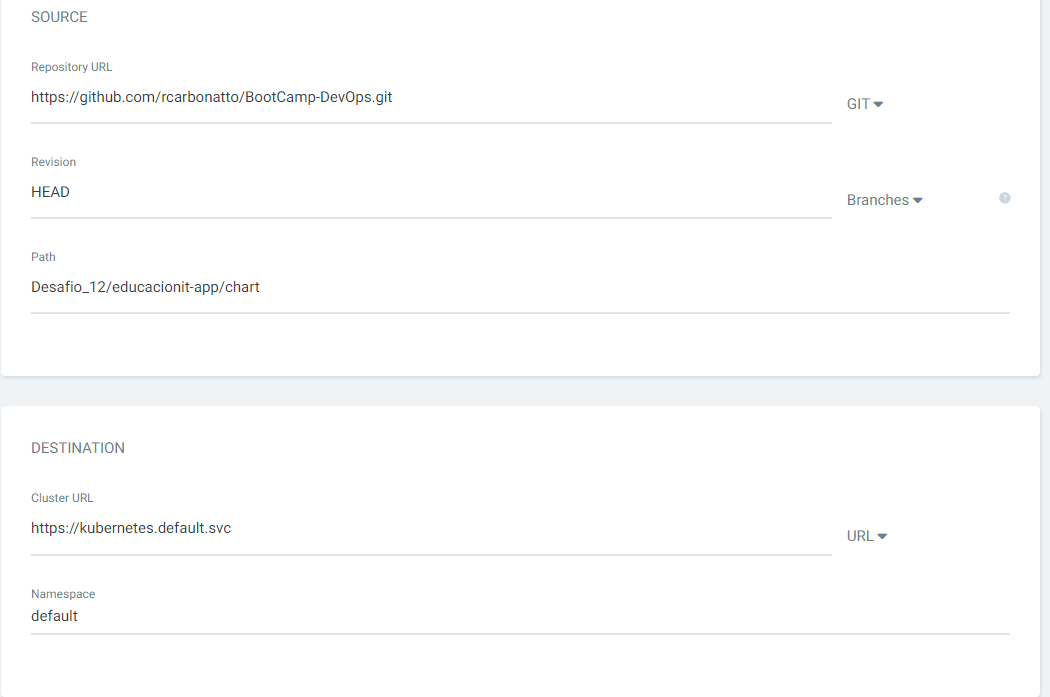 SOURCE
Repository URL
https://github.com/rcarbonatto/BootCamp-DevOps.git
GIT
Revision
HEAD
Branches
?
Path
Desafio_12/educacionit-app/chart
DESTINATION
Cluster URL
https://kubernetes.default.svc
URL
Namespace
default